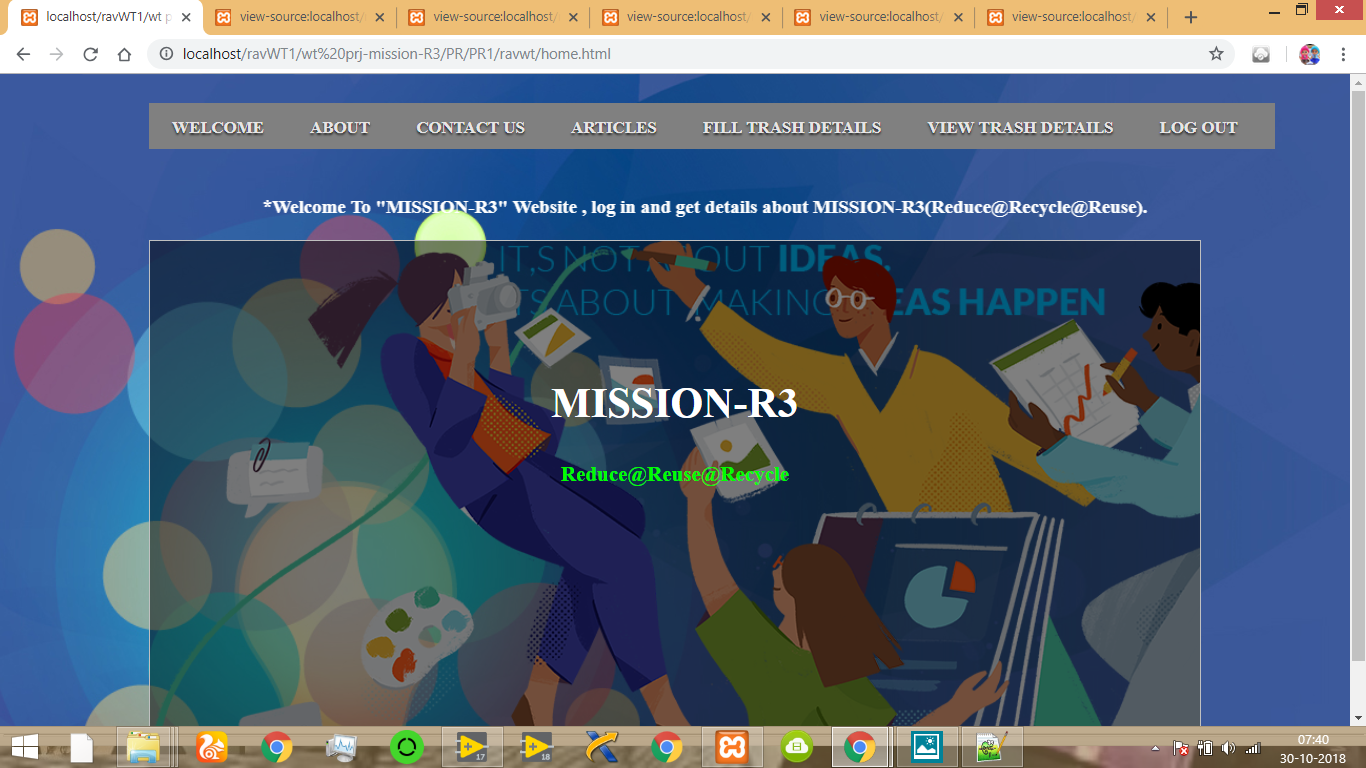 localhost/ravWT1/wt p
view-source:localhost/
view-source:localhost/
view-source:localhost/
view-source:localhost/
view-source:localhost/
localhost/ravWT1/wt%20prj-mission-R3/PR/PR1/ravwt/home.html
WELCOME ABOUT CONTACT US ARTICLES FILL TRASH DETAILS VIEW TRASH DETAILS LOG OUT
*Welcome To "MISSION-R3" Website , log in and get details about MISSION-R3(Reduce@Recycle@Reuse).
IT,S NOT ABOUT IDEAS.
ITS ABOUT MAKING IDEAS HAPPEN
MISSION-R3
Reduce@Reuse@Recycle
17
18
07:40
30-10-2018